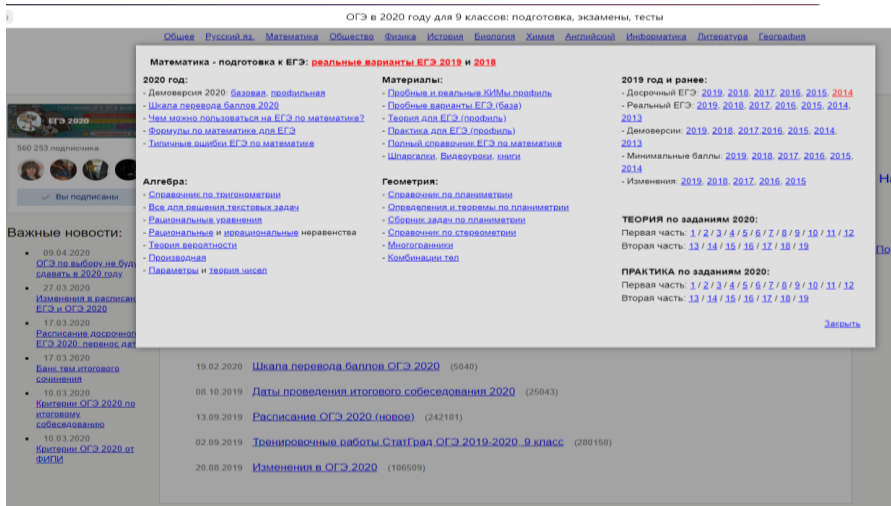 ОГЭ в 2020 году для 9 классов: подготовка, экзамены, тесты
Общее Русский яз. Математика Общество Физика История Биология Химия Английский Информатика Литература География
Математика - подготовка к ЕГЭ: реальные варианты ЕГЭ 2019 и 2018
2020 год:
- Демоверсия 2020: базовая, профильная
- Шкала перевода баллов 2020
- Чем можно пользоваться на ЕГЭ по математике?
- Формулы по математике для ЕГЭ
- Типичные ошибки ЕГЭ по математике
Материалы:
- Пробные и реальные КИМы профиль
- Пробные варианты ЕГЭ (база)
- Теория для ЕГЭ (профиль)
- Практика для ЕГЭ (профиль)
- Полный справочник ЕГЭ по математике
- Шпаргалки, Видеоуроки, книги
2019 год и ранее:
- Досрочный ЕГЭ: 2019, 2018, 2017, 2016, 2015, 2014
- Реальный ЕГЭ: 2019, 2018, 2017, 2016, 2015, 2014,
2013
- Демоверсии: 2019, 2018, 2017,2016, 2015, 2014,
2013
- Минимальные баллы: 2019, 2018, 2017, 2016, 2015,
2014
- Изменения: 2019, 2018, 2017, 2016, 2015
Алгебра:
- Справочник по тригонометрии
- Все для решения текстовых задач
- Рациональные уравнения
- Рациональные и иррациональные неравенства
- Теория вероятности
- Производная
- Параметры и теория чисел
Геометрия:
- Справочник по планиметрии
- Определения и теоремы по планиметрии
- Сборник задач по планиметрии
- Справочник по стереометрии
- Многогранники
- Комбинации тел
ТЕОРИЯ по заданиям 2020:
Первая часть: 1 / 2 / 3 / 4 / 5 / 6 / 7 / 8 / 9 / 10 / 11 / 12
Вторая часть: 13 / 14 / 15 / 16 / 17 / 18 / 19
ПРАКТИКА по заданиям 2020:
Первая часть: 1 / 2 / 3 / 4 / 5 / 6 / 7 / 8 / 9 / 10 / 11 / 12
Вторая часть: 13 / 14 / 15 / 16 / 17 / 18 / 19
Закрыть
ЕГЭ 2020
560 253 подписчика
Вы подписаны
Важные новости:
09.04.2020
ОГЭ по выбору не буду
сдавать в 2020 году
27.03.2020
Изменения в расписан
ЕГЭ и ОГЭ 2020
17.03.2020
Расписание досрочног
ЕГЭ 2020: перенос дат
17.03.2020
Банк тем итогового
сочинения
10.03.2020
Критерии ОГЭ 2020 по
итоговому
собеседованию
10.03.2020
Критерии ОГЭ 2020 от
ФИПИ
19.02.2020 Шкала перевода баллов ОГЭ 2020 (5040)
08.10.2019 Даты проведения итогового собеседования 2020 (25043)
13.09.2019 Расписание ОГЭ 2020 (новое) (242181)
02.09.2019 Тренировочные работы СтатГрад ОГЭ 2019-2020, 9 класс (280150)
20.08.2019 Изменения в ОГЭ 2020 (106509)
На
По